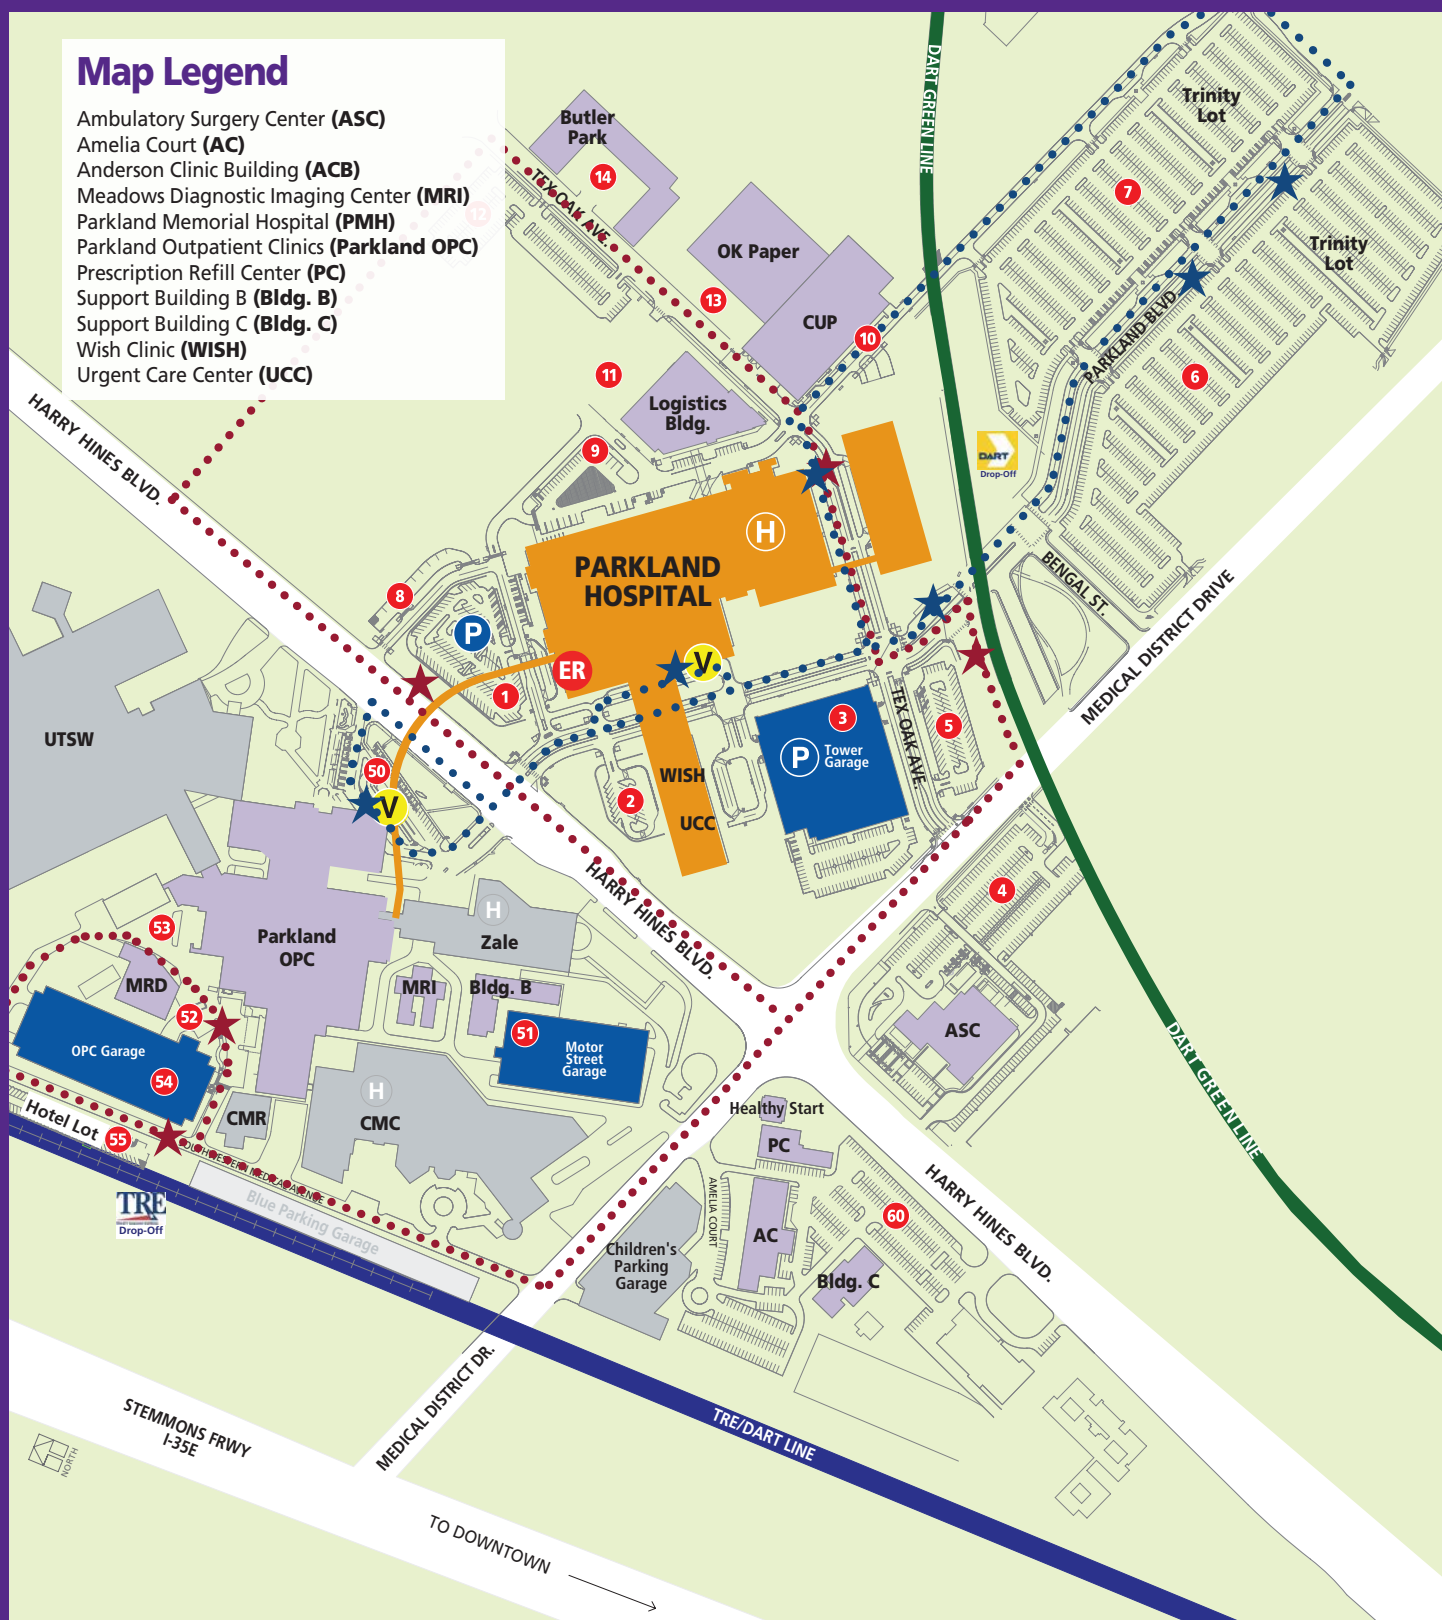 Map Legend
Ambulatory Surgery Center (ASC)
Amelia Court (AC)
Anderson Clinic Building (ACB)
Meadows Diagnostic Imaging Center (MRI)
Parkland Memorial Hospital (PMH)
Parkland Outpatient Clinics (Parkland OPC)
Prescription Refill Center (PC)
Support Building B (Bldg. B)
Support Building C (Bldg. C)
Wish Clinic (WISH)
Urgent Care Center (UCC)
12
Butler
Park
14
TEX OAK AVE.
DART GREEN LINE
Trinity
Lot
7
OK Paper
13
CUP
10
Trinity
Lot
PARKLAND BLVD
6
11
Logistics
Bldg.
HARRY HINES BLVD.
9
DART
Drop-Off
H
PARKLAND
HOSPITAL
BENGAL ST.
MEDICAL DISTRICT DRIVE
8
P
ER
V
1
UTSW
3
P
Tower
Garage
TEX OAK AVE.
5
50
V
WISH
2
UCC
HARRY HINES BLVD.
4
53
Parkland
OPC
H
Zale
MRD
MRI
Bldg. B
52
51
Motor
Street
Garage
ASC
OPC Garage
54
DART GREEN LINE
H
CMC
CMR
Hotel Lot
55
Healthy Start
PC
SOUTHWESTERN MEDICAL AVENUE
Blue Parking Garage
TRE
Drop-Off
AMELIA COURT
AC
60
HARRY HINES BLVD.
Children's
Parking
Garage
Bldg. C
MEDICAL DISTRICT DR.
TRE/DART LINE
STEMMONS FRWY
I-35E
NORTH
TO DOWNTOWN